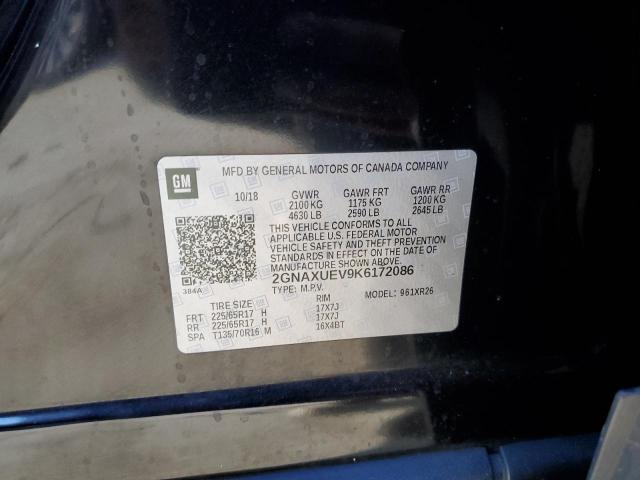 MFD BY GENERAL MOTORS OF CANADA COMPANY
GM
10/18 GVWR GAWR FRT GAWR RR
2100 KG 1175 KG 1200 KG
4630 LB 2590 LB 2645 LB
THIS VEHICLE CONFORMS TO ALL
APPLICABLE U.S. FEDERAL MOTOR
VEHICLE SAFETY AND THEFT PREVENTION
STANDARDS IN EFFECT ON THE DATE OF
MANUFACTURE SHOWN ABOVE.
384A 2GNAXUEV9K6172086
TYPE: M.P.V. MODEL: 961XR26
TIRE SIZE RIM
FRT 225/65R17 H 17X7J
RR 225/65R17 H 17X7J
SPA T135/70R16 M 16X4BT